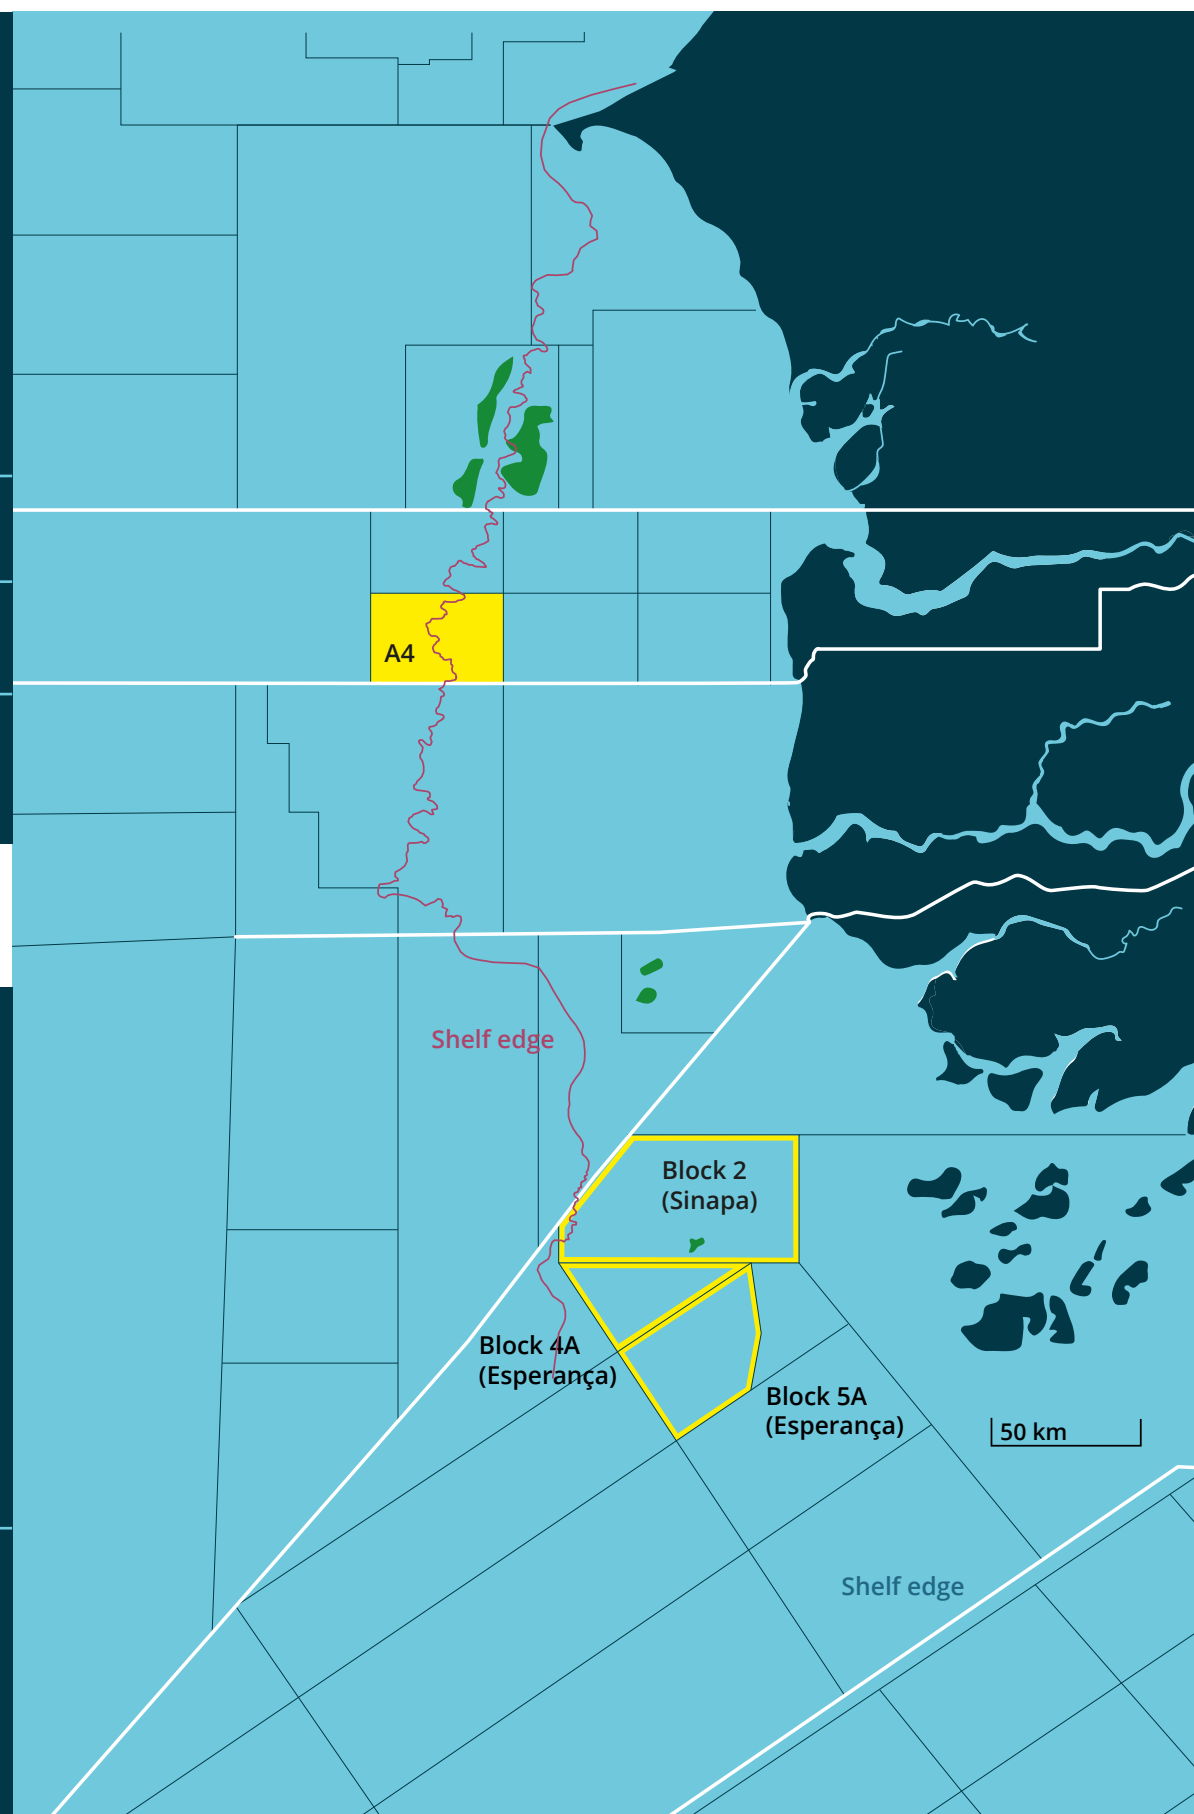 A4
Shelf edge
Block 2
(Sinapa)
Block 4A
(Esperança)
Block 5A
(Esperança)
50 km
Shelf edge